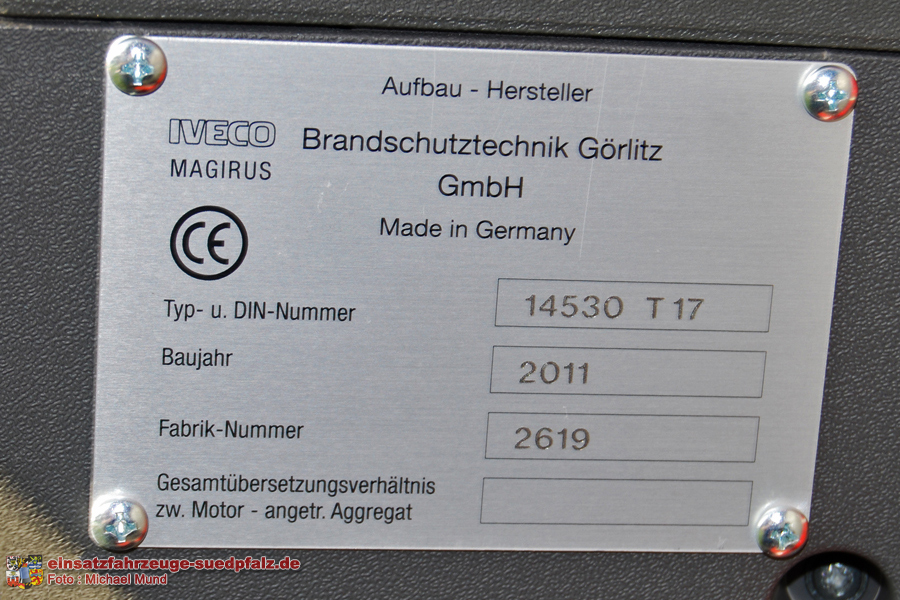 Aufbau - Hersteller
IVECO
MAGIRUS
Brandschutztechnik Görlitz
GmbH
Made in Germany
CE
Typ- u. DIN-Nummer 14530 T 17
Baujahr 2011
Fabrik-Nummer 2619
Gesamtübersetzungsverhältnis
zw. Motor - angetr. Aggregat
einsatzfahrzeuge-suedpfalz.de
Foto : Michael Mund